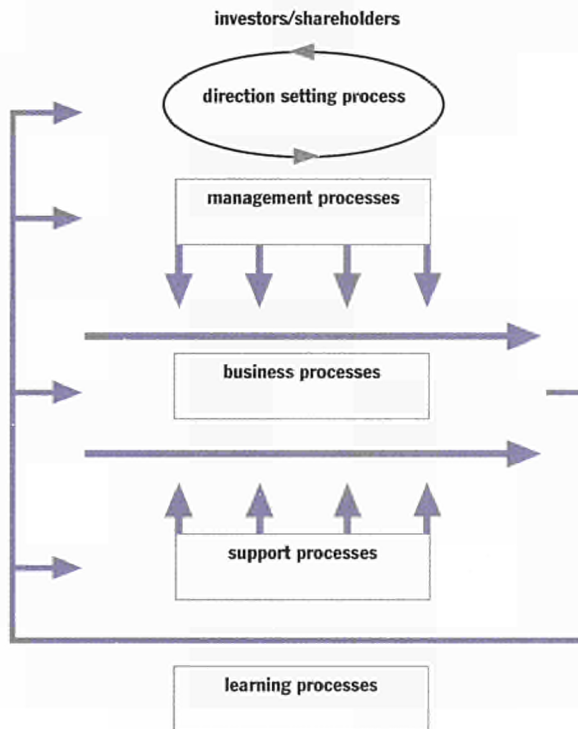 investors/shareholders
direction setting process
management processes
business processes
support processes
learning processes